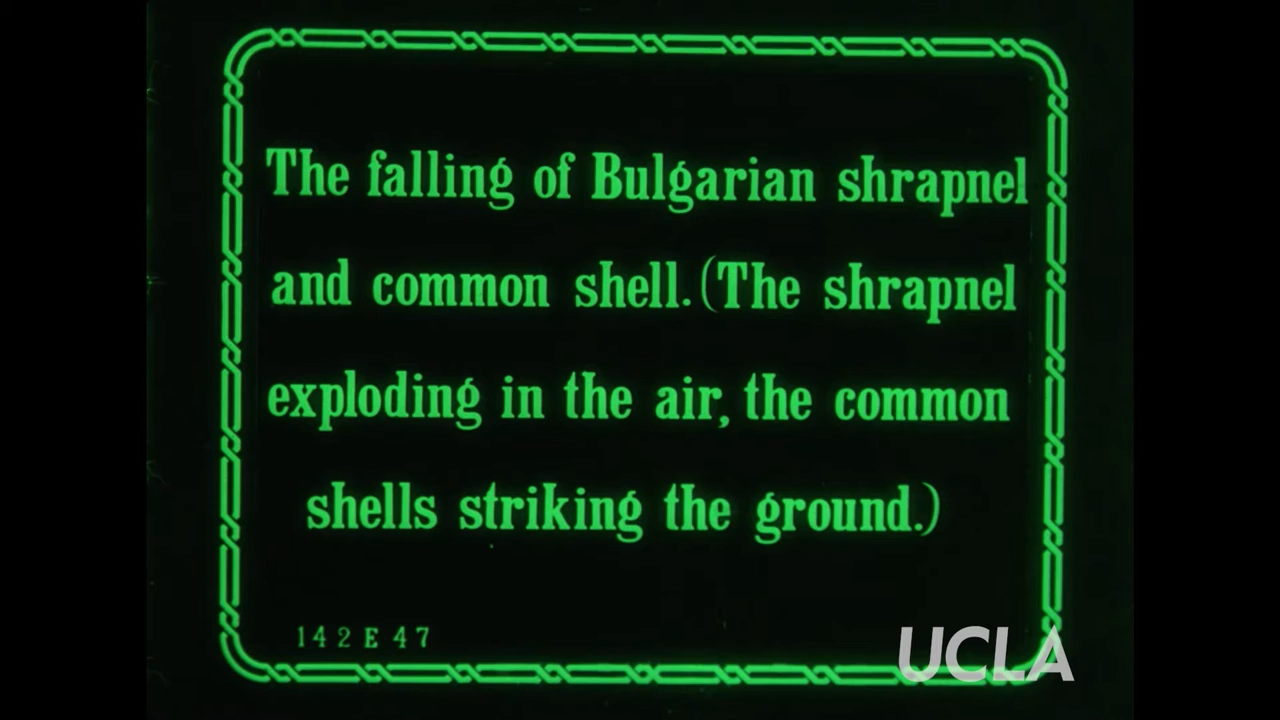 The falling of Bulgarian shrapnel
and common shell. (The shrapnel
exploding in the air, the common
shells striking the ground.)
142 E 47
UCLA